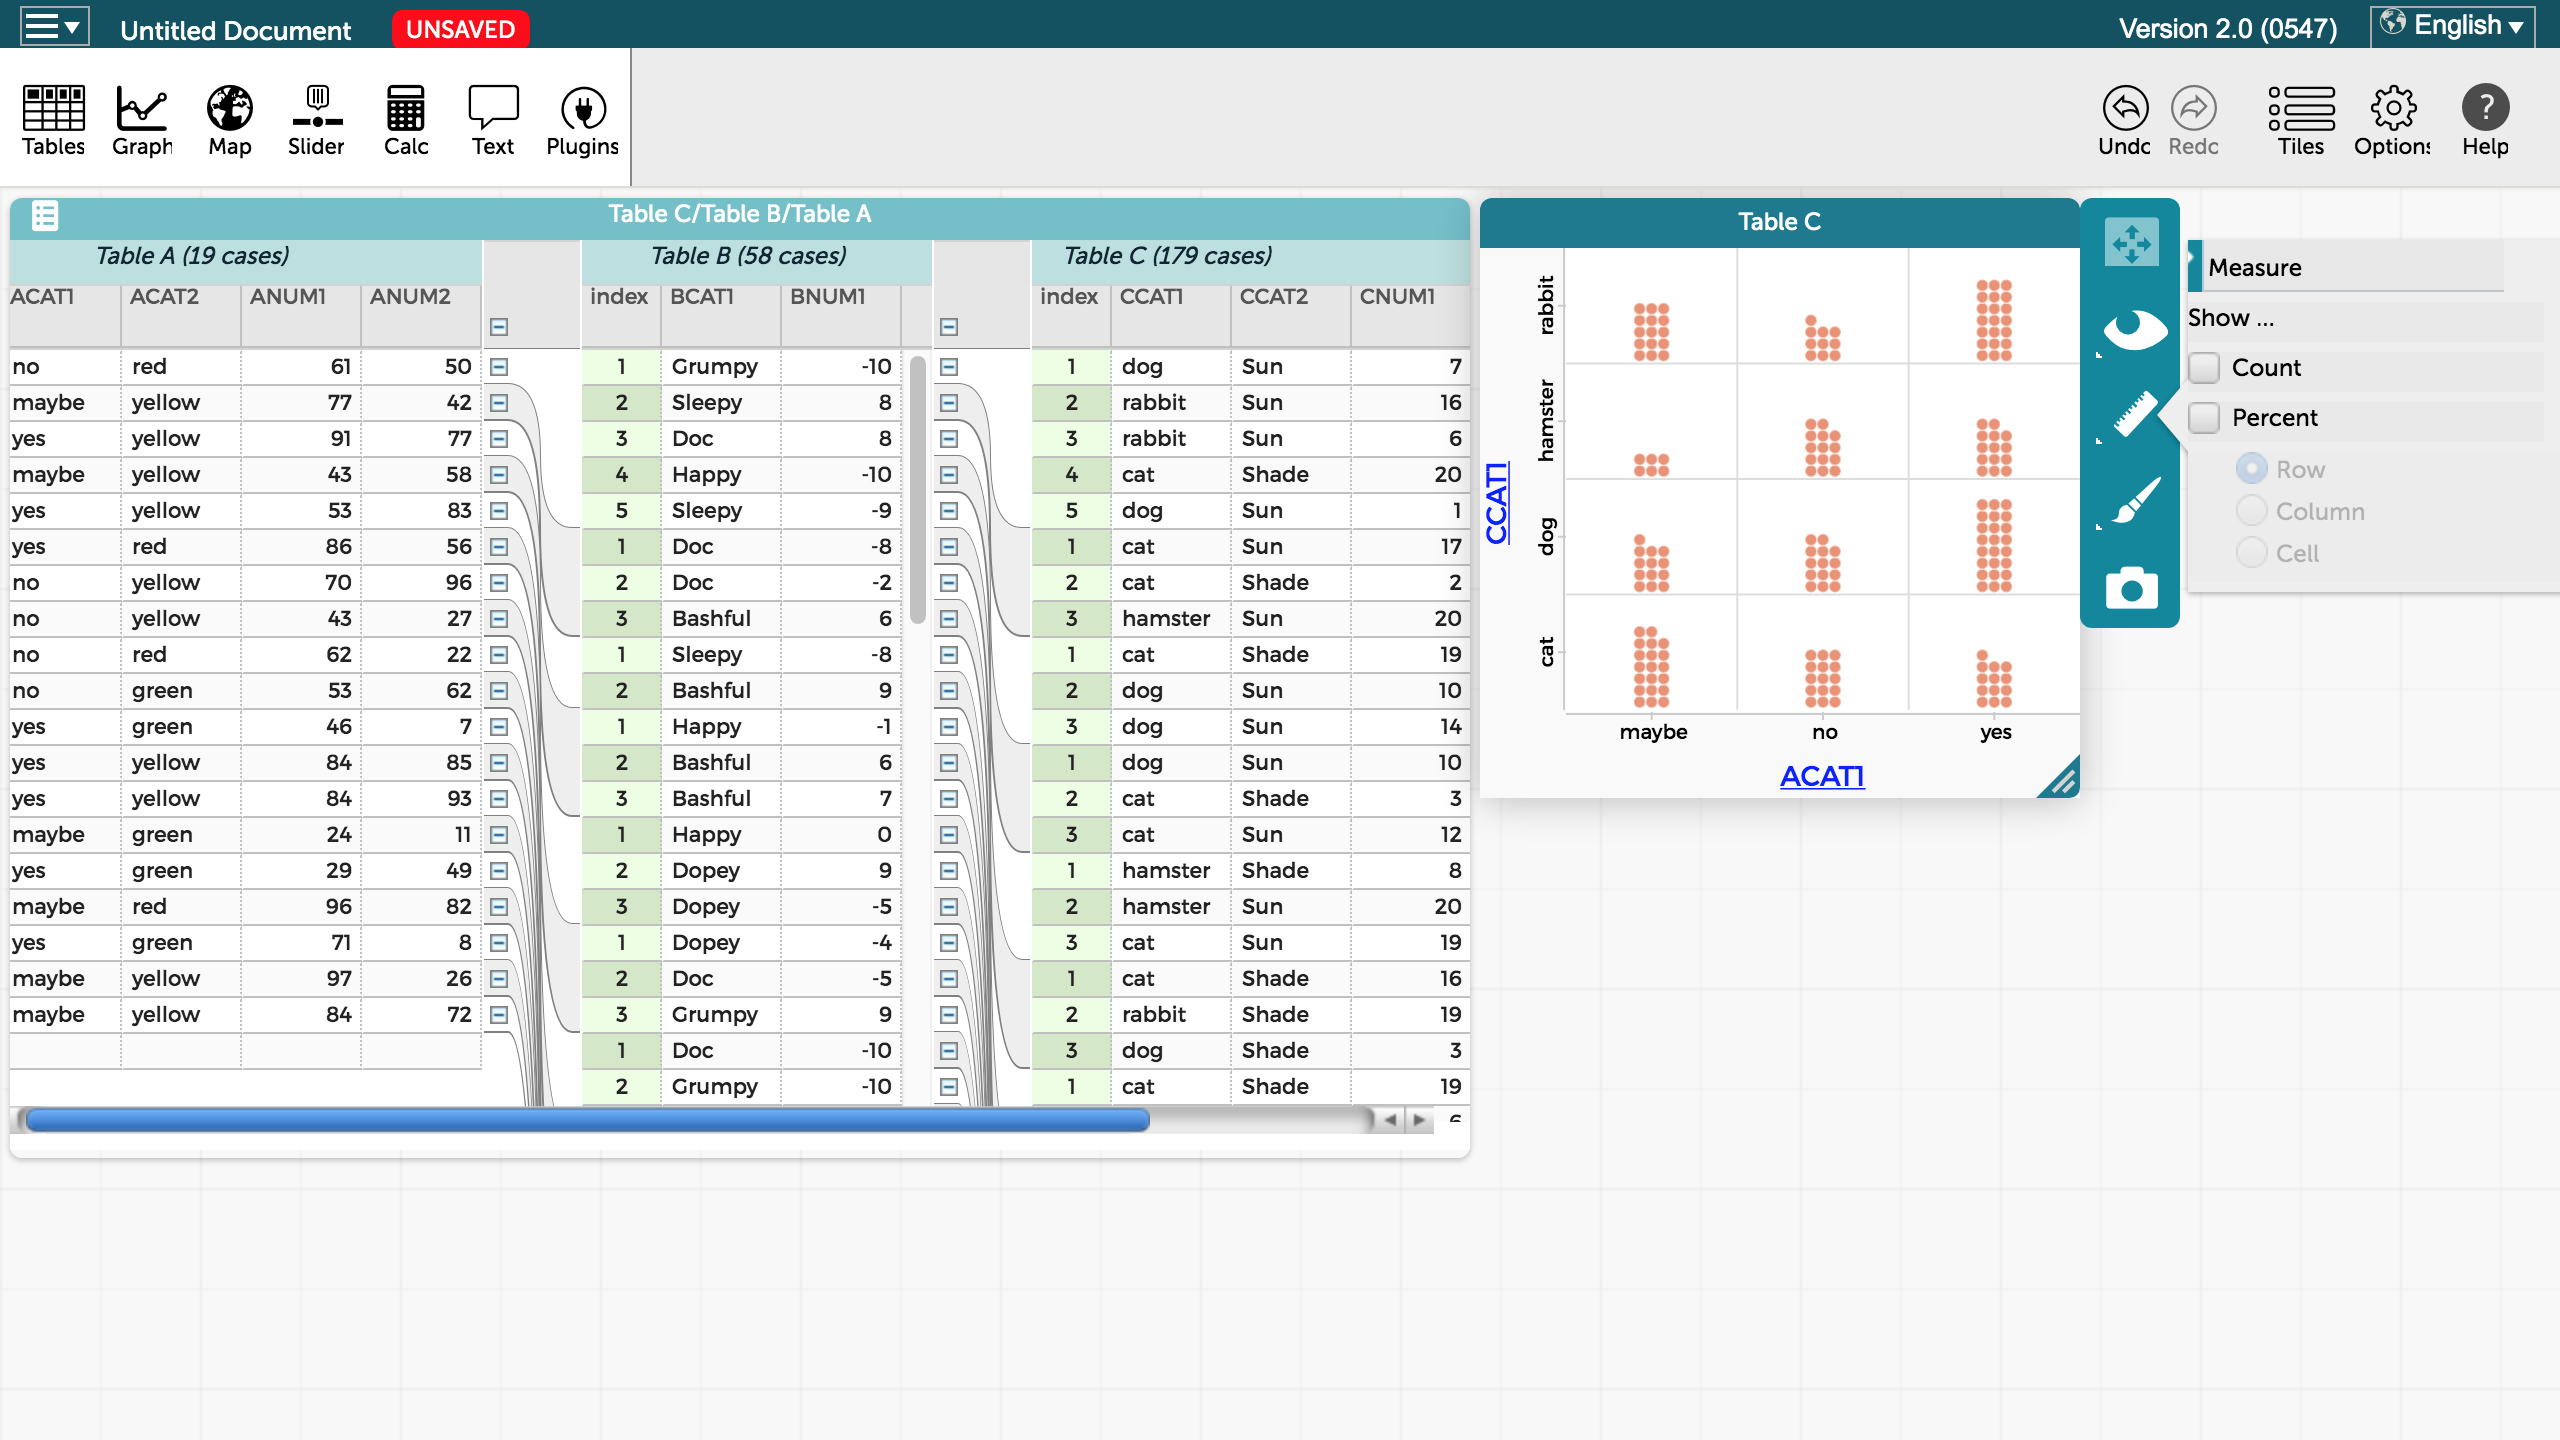 Untitled Document UNSAVED Version 2.0 (0547) English
Tables Graph Map Slider Calc Text Plugins Undo Redo Tiles Options Help
Table C/Table B/Table A
Table A (19 cases) Table B (58 cases) Table C (179 cases)
ACAT1 ACAT2 ANUM1 ANUM2 index BCAT1 BNUM1 index CCAT1 CCAT2 CNUM1
no red 61 50 1 Grumpy -10 1 dog Sun 7
maybe yellow 77 42 2 Sleepy 8 2 rabbit Sun 16
yes yellow 91 77 3 Doc 8 3 rabbit Sun 6
maybe yellow 43 58 4 Happy -10 4 cat Shade 20
yes yellow 53 83 5 Sleepy -9 5 dog Sun 1
yes red 86 56 1 Doc -8 1 cat Sun 17
no yellow 70 96 2 Doc -2 2 cat Shade 2
no yellow 43 27 3 Bashful 6 3 hamster Sun 20
no red 62 22 1 Sleepy -8 1 cat Shade 19
no green 53 62 2 Bashful 9 2 dog Sun 10
yes green 46 7 1 Happy -1 3 dog Sun 14
yes yellow 84 85 2 Bashful 6 1 dog Sun 10
yes yellow 84 93 3 Bashful 7 2 cat Shade 3
maybe green 24 11 1 Happy 0 3 cat Sun 12
yes green 29 49 2 Dopey 9 1 hamster Shade 8
maybe red 96 82 3 Dopey -5 2 hamster Sun 20
yes green 71 8 1 Dopey -4 3 cat Sun 19
maybe yellow 97 26 2 Doc -5 1 cat Shade 16
maybe yellow 84 72 3 Grumpy 9 2 rabbit Shade 19
1 Doc -10 3 dog Shade 3
2 Grumpy -10 1 cat Shade 19
Table C
CCAT1
rabbit
hamster
dog
cat
maybe no yes
ACAT1
Measure
Show ...
Count
Percent
Row
Column
Cell